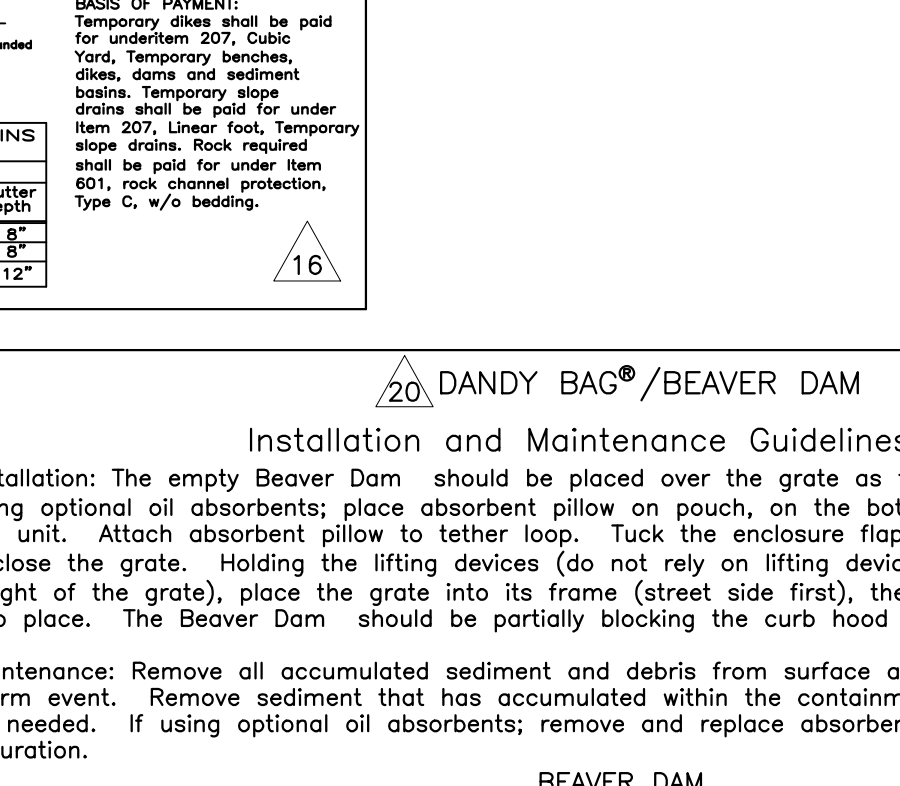 BASIS OF PAYMENT:
Temporary dikes shall be paid
for underitem 207, Cubic
Yard, Temporary benches,
dikes, dams and sediment
basins. Temporary slope
drains shall be paid for under
Item 207, Linear foot, Temporary
slope drains. Rock required
shall be paid for under Item
601, rock channel protection,
Type C, w/o bedding.
16
unded
INS
utter
epth
8"
8"
12"
20 DANDY BAG®/BEAVER DAM
Installation and Maintenance Guidelines
tallation: The empty Beaver Dam should be placed over the grate as
ng optional oil absorbents; place absorbent pillow on pouch, on the bot
unit. Attach absorbent pillow to tether loop. Tuck the enclosure flap
close the grate. Holding the lifting devices (do not rely on lifting devic
ght of the grate), place the grate into its frame (street side first), the
o place. The Beaver Dam should be partially blocking the curb hood
ntenance: Remove all accumulated sediment and debris from surface a
rm event. Remove sediment that has accumulated within the containm
needed. If using optional oil absorbents; remove and replace absorber
uration.
BEAVER DAM